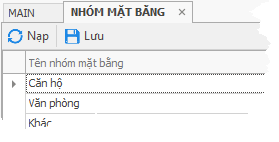 MAIN NHÓM MẶT BẰNG ×
Nạp Lưu
Tên nhóm mặt bằng
Căn hộ
Văn phòng
Khác